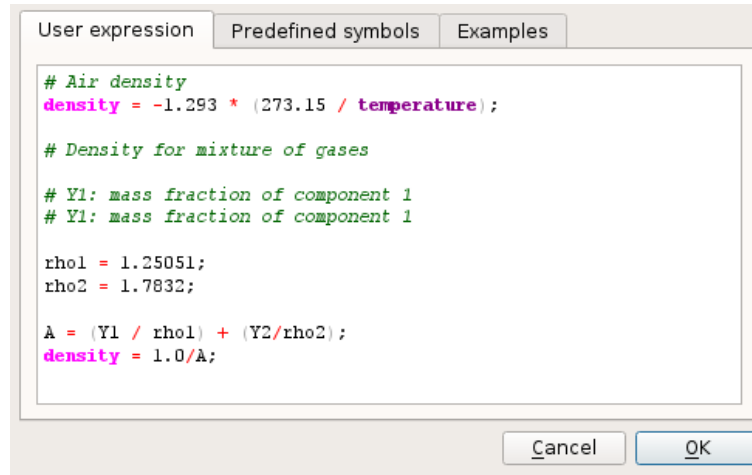 User expression Predefined symbols Examples
# Air density
density = -1.293 * (273.15 / temperature);
# Density for mixture of gases
# Y1: mass fraction of component 1
# Y1: mass fraction of component 1
rho1 = 1.25051;
rho2 = 1.7832;
A = (Y1 / rho1) + (Y2/rho2);
density = 1.0/A;
Cancel OK